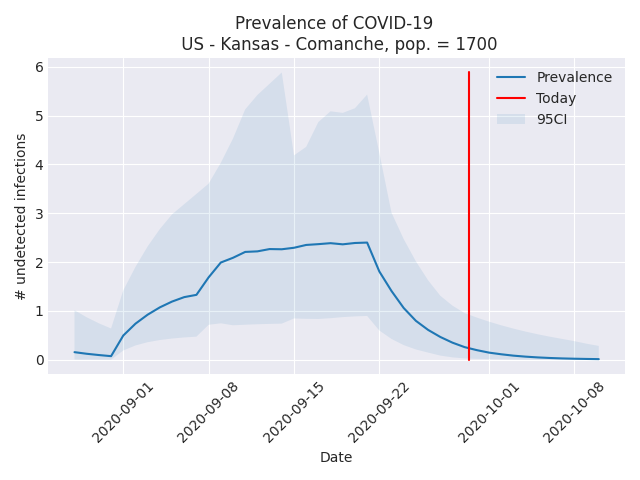 Prevalence of COVID-19
US - Kansas - Comanche, pop. = 1700
6
5
4
3
2
1
0
# undetected infections
Prevalence
Today
95CI
2020-09-01
2020-09-08
2020-09-15
2020-09-22
2020-10-01
2020-10-08
Date